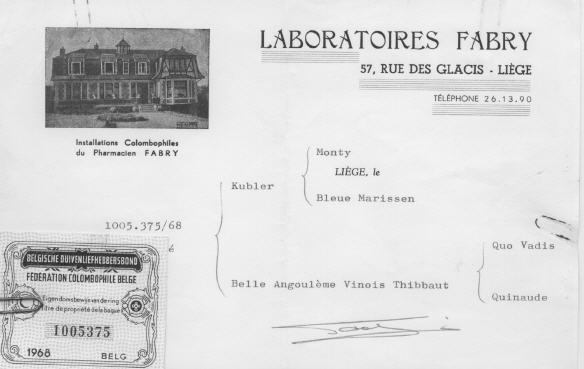 LABORATOIRES FABRY
57, RUE DES GLACIS - LIÈGE
TÉLÉPHONE 26.13.90
Installations Colombophiles
du Pharmacien FABRY
Monty
LIÈGE, le
Kubler
Bleue Marissen
1005.375/68
é
Quo Vadis
Belle Angoulème Vinois Thibbaut
Quinaude
BELGISCHE DUIVENLIEFHEBBERSBOND
FÉDÉRATION COLOMBOPHILE BELGE
Eigendomsbewijs van der ring
titre de propriété de la bague
1005375
1968 BELG